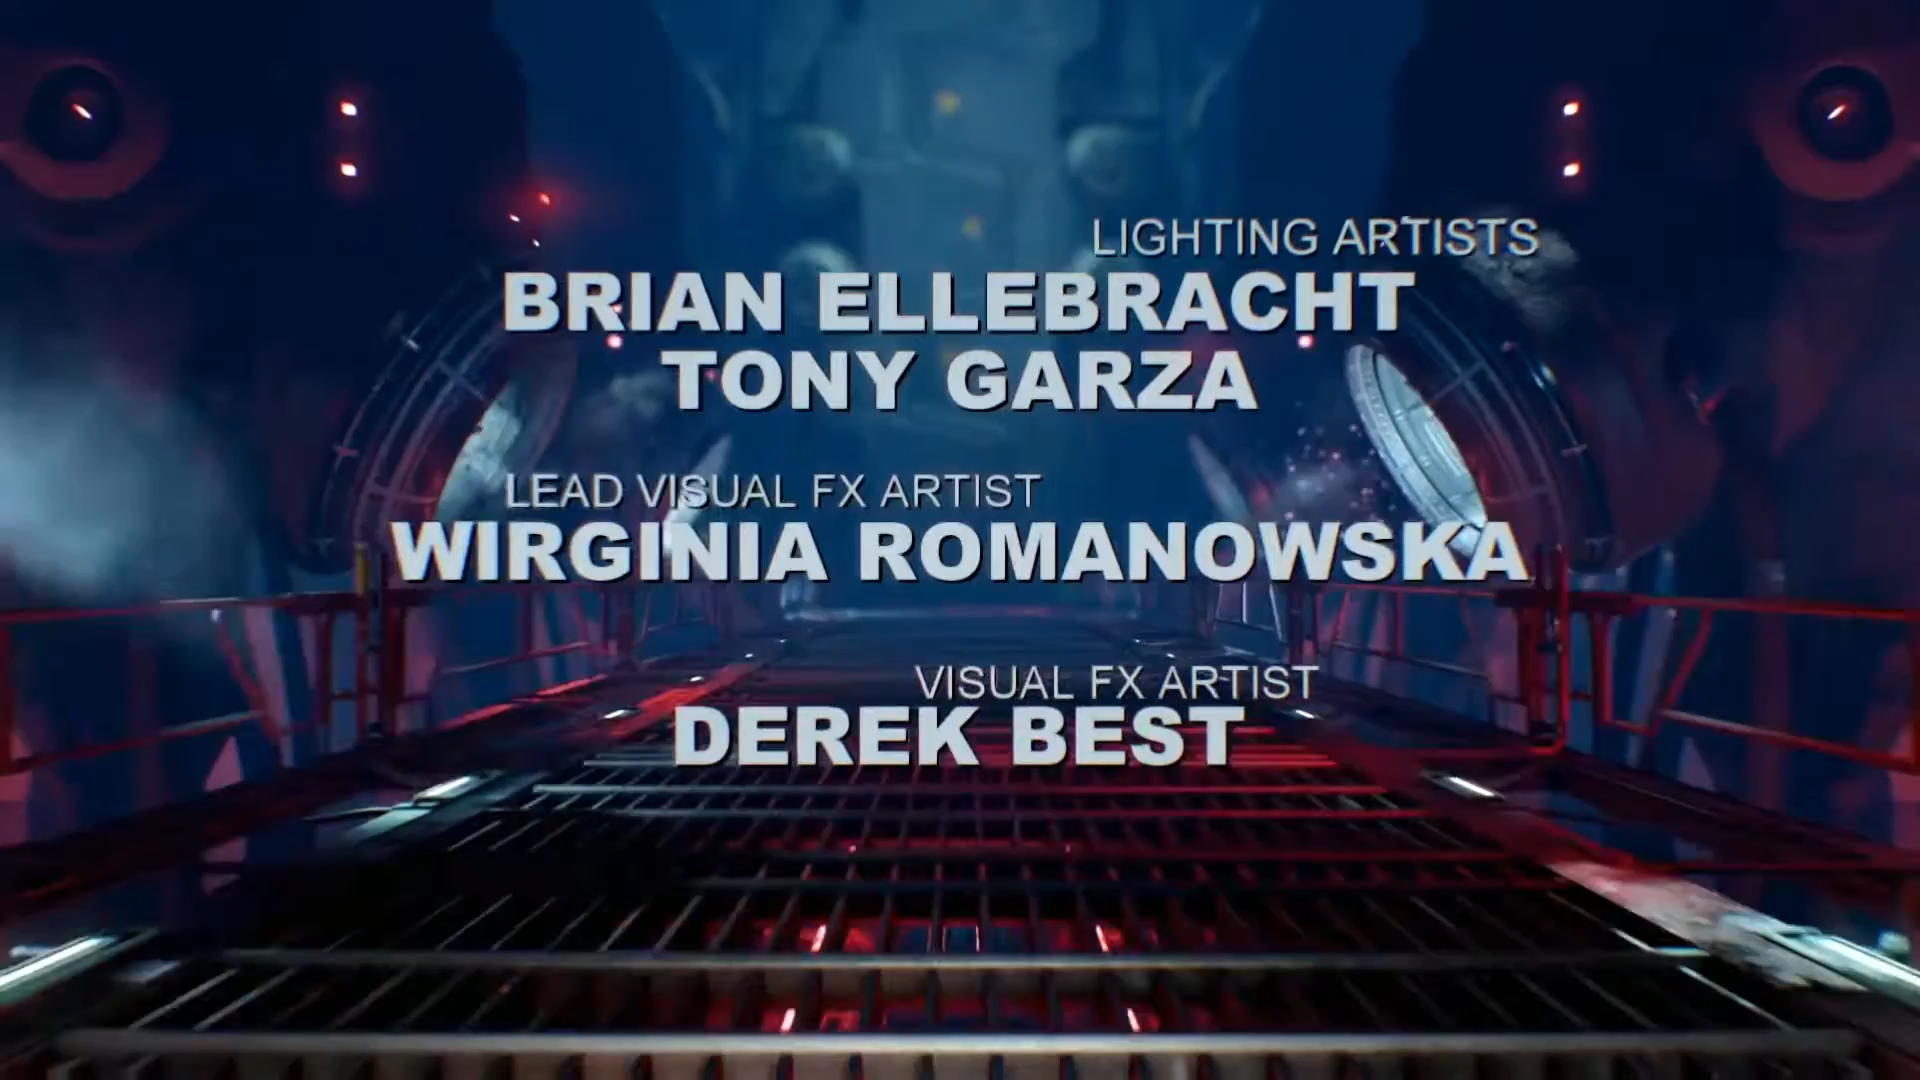 LIGHTING ARTISTS
BRIAN ELLEBRACHT
TONY GARZA
LEAD VISUAL FX ARTIST
WIRGINIA ROMANOWSKA
VISUAL FX ARTIST
DEREK BEST